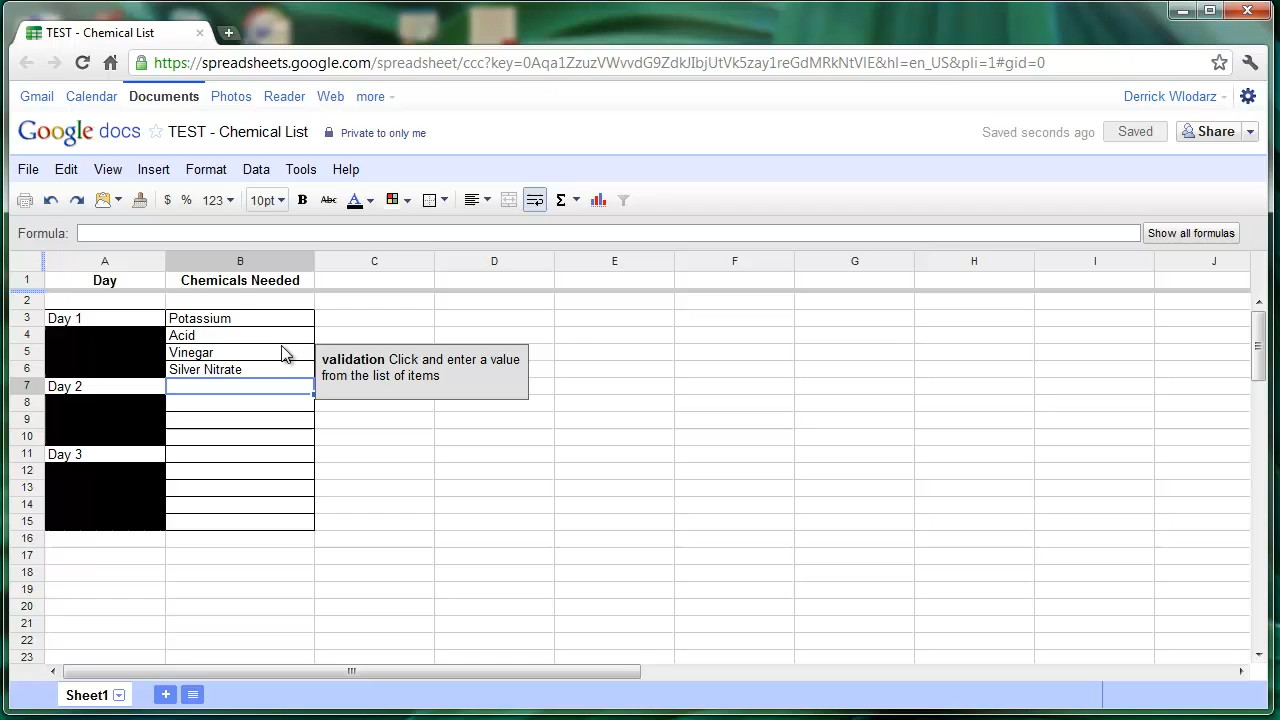 TEST - Chemical List
https://spreadsheets.google.com/spreadsheet/ccc?key=0Aqa1ZzuzVWvvdG9ZdkJIbjUtVk5zay1reGdMRkNtVlE&hl=en_US&pli=1#gid=0
Gmail Calendar Documents Photos Reader Web more
Derrick Wlodarz
Google docs TEST - Chemical List Private to only me
Saved seconds ago Saved Share
File Edit View Insert Format Data Tools Help
$ % 123 10pt B Abc A Σ
Formula: Show all formulas
A B C D E F G H I J
1 Day Chemicals Needed
2
3 Day 1 Potassium
4 Acid
5 Vinegar
6 Silver Nitrate
validation Click and enter a value
from the list of items
7 Day 2
8
9
10
11 Day 3
12
13
14
15
16
17
18
19
20
21
22
23
Sheet1